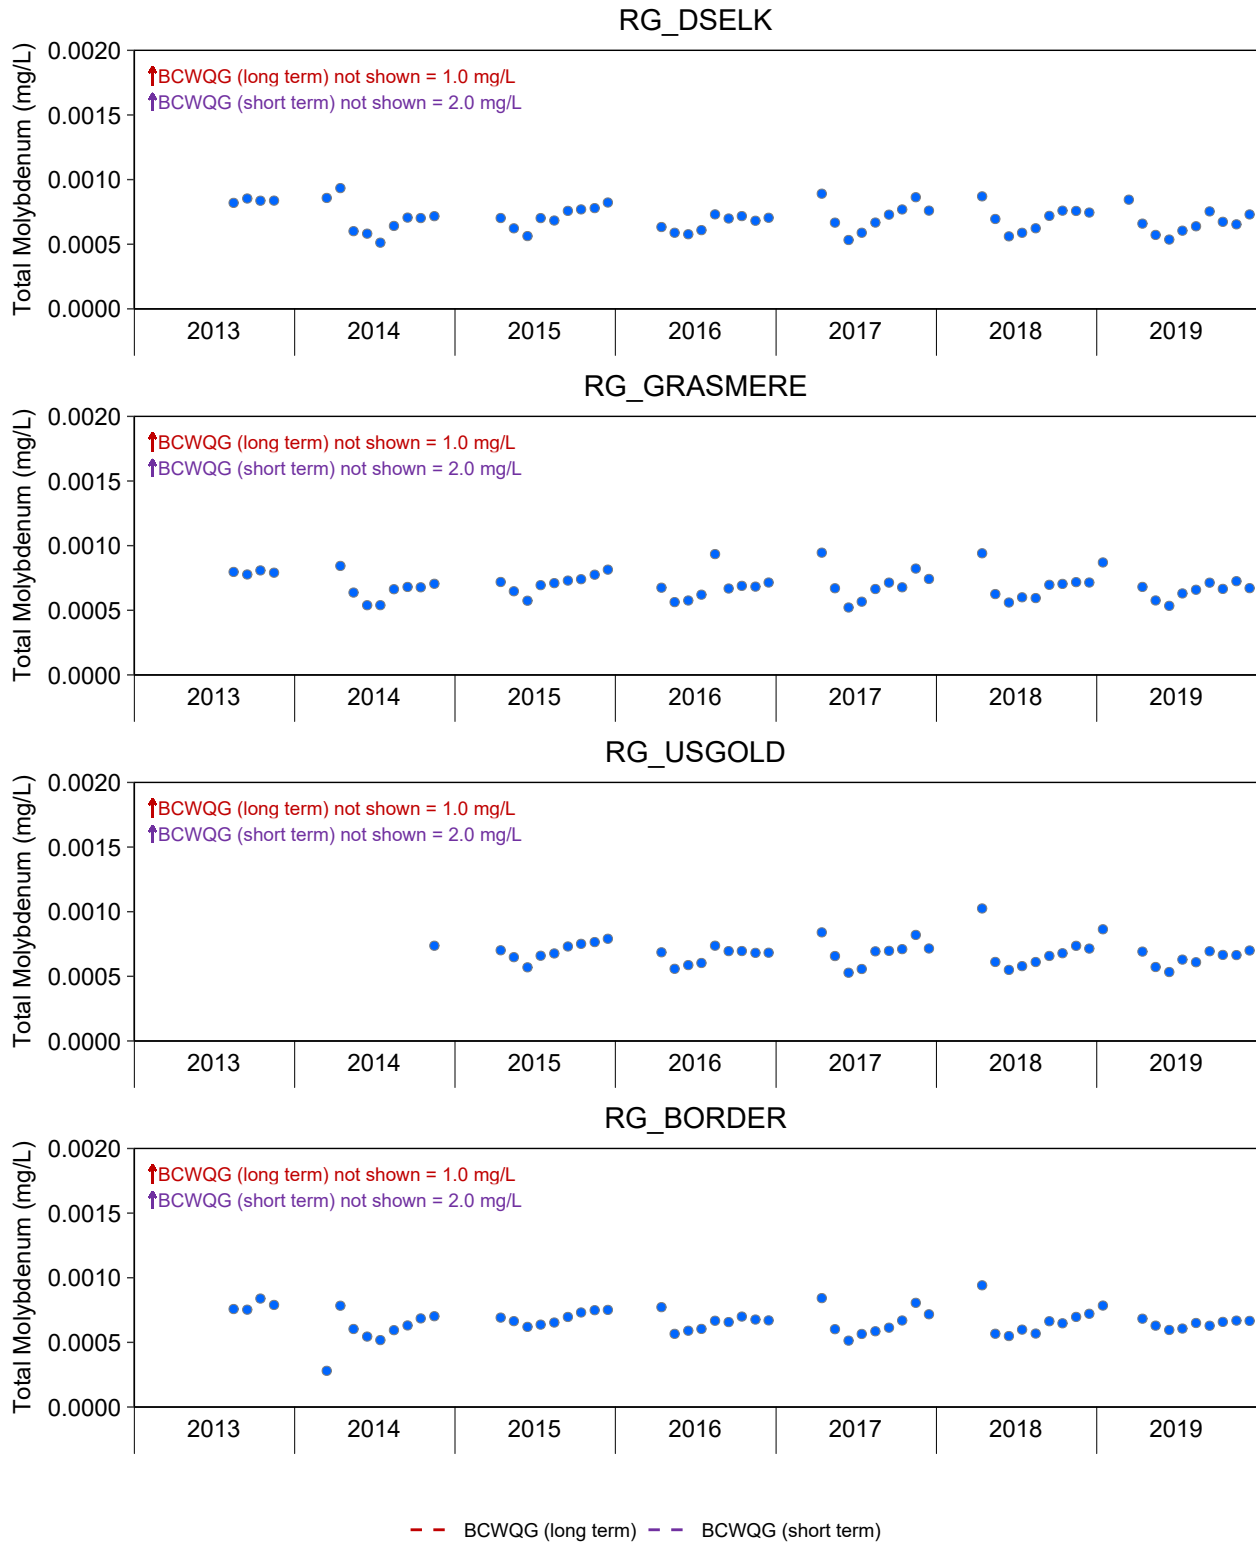 RG_DSELK
Total Molybdenum (mg/L)
0.0020
0.0015
0.0010
0.0005
0.0000
BCWQG (long term) not shown = 1.0 mg/L
BCWQG (short term) not shown = 2.0 mg/L
2013 2014 2015 2016 2017 2018 2019
RG_GRASMERE
Total Molybdenum (mg/L)
0.0020
0.0015
0.0010
0.0005
0.0000
BCWQG (long term) not shown = 1.0 mg/L
BCWQG (short term) not shown = 2.0 mg/L
2013 2014 2015 2016 2017 2018 2019
RG_USGOLD
Total Molybdenum (mg/L)
0.0020
0.0015
0.0010
0.0005
0.0000
BCWQG (long term) not shown = 1.0 mg/L
BCWQG (short term) not shown = 2.0 mg/L
2013 2014 2015 2016 2017 2018 2019
RG_BORDER
Total Molybdenum (mg/L)
0.0020
0.0015
0.0010
0.0005
0.0000
BCWQG (long term) not shown = 1.0 mg/L
BCWQG (short term) not shown = 2.0 mg/L
2013 2014 2015 2016 2017 2018 2019
BCWQG (long term) BCWQG (short term)